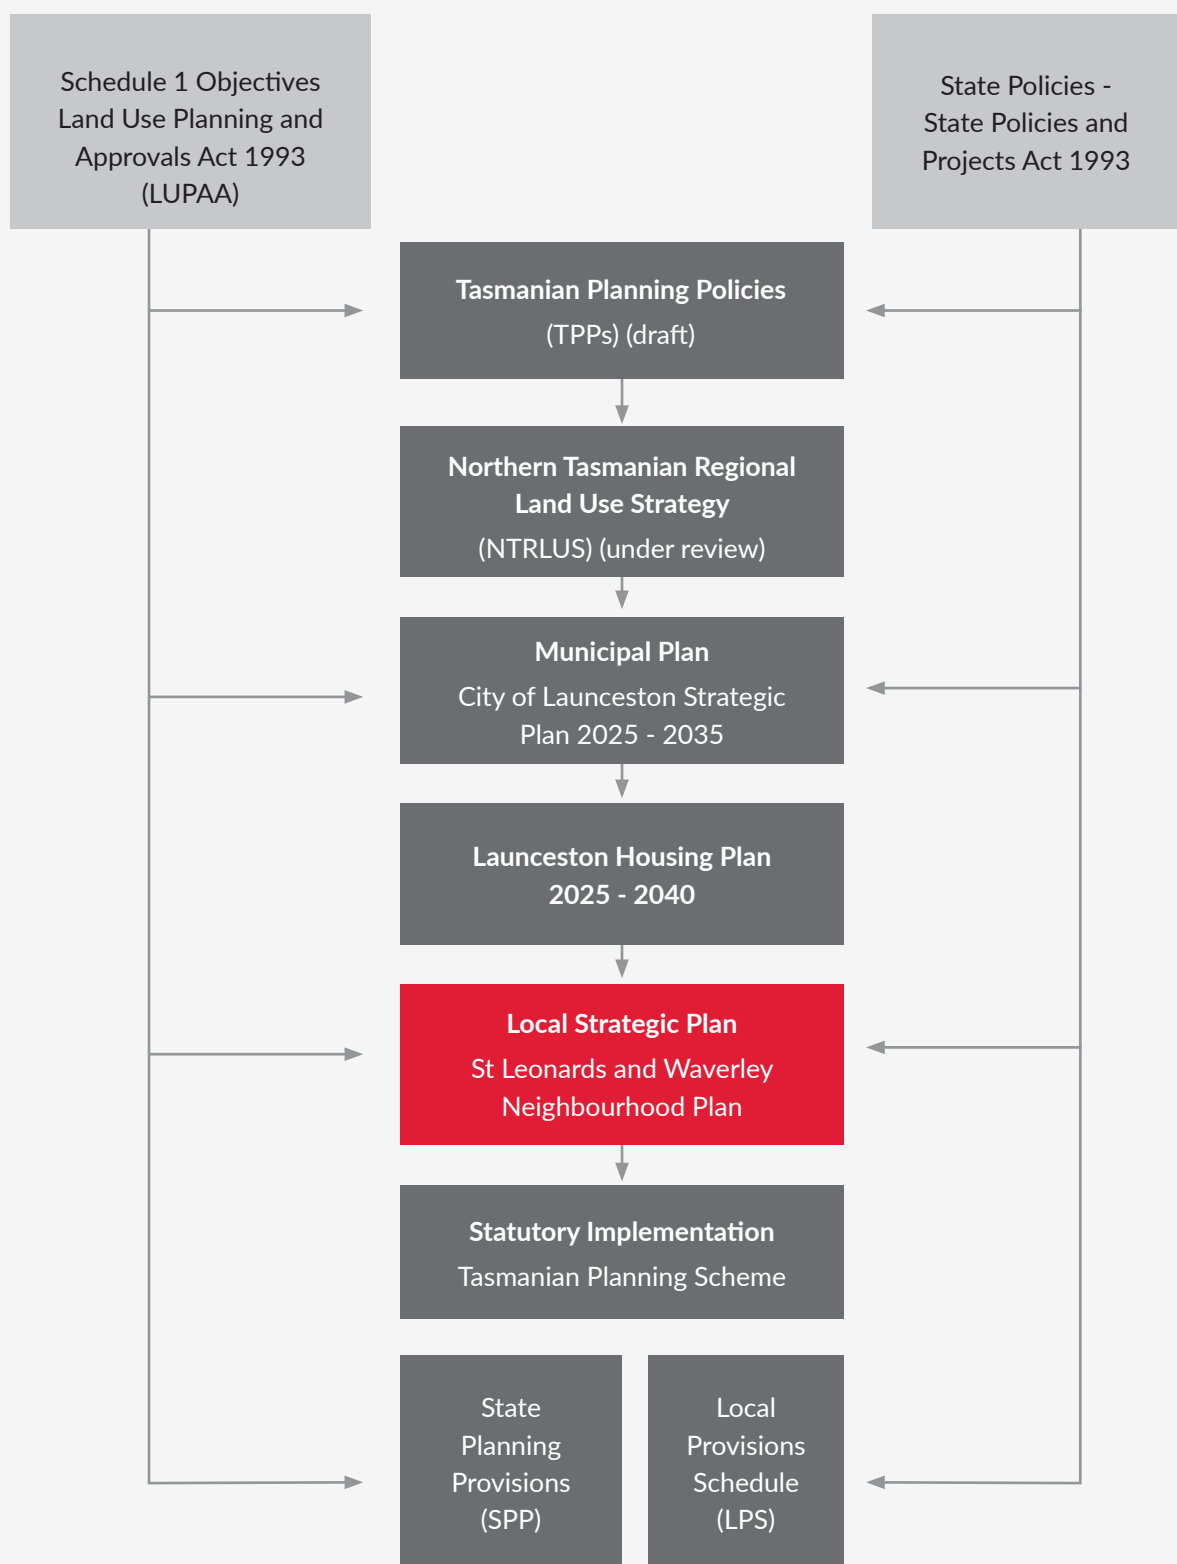 Schedule 1 Objectives
Land Use Planning and
Approvals Act 1993
(LUPAA)
State Policies -
State Policies and
Projects Act 1993
Tasmanian Planning Policies
(TPPs) (draft)
Northern Tasmanian Regional
Land Use Strategy
(NTRLUS) (under review)
Municipal Plan
City of Launceston Strategic
Plan 2025 - 2035
Launceston Housing Plan
2025 - 2040
Local Strategic Plan
St Leonards and Waverley
Neighbourhood Plan
Statutory Implementation
Tasmanian Planning Scheme
State
Planning
Provisions
(SPP)
Local
Provisions
Schedule
(LPS)